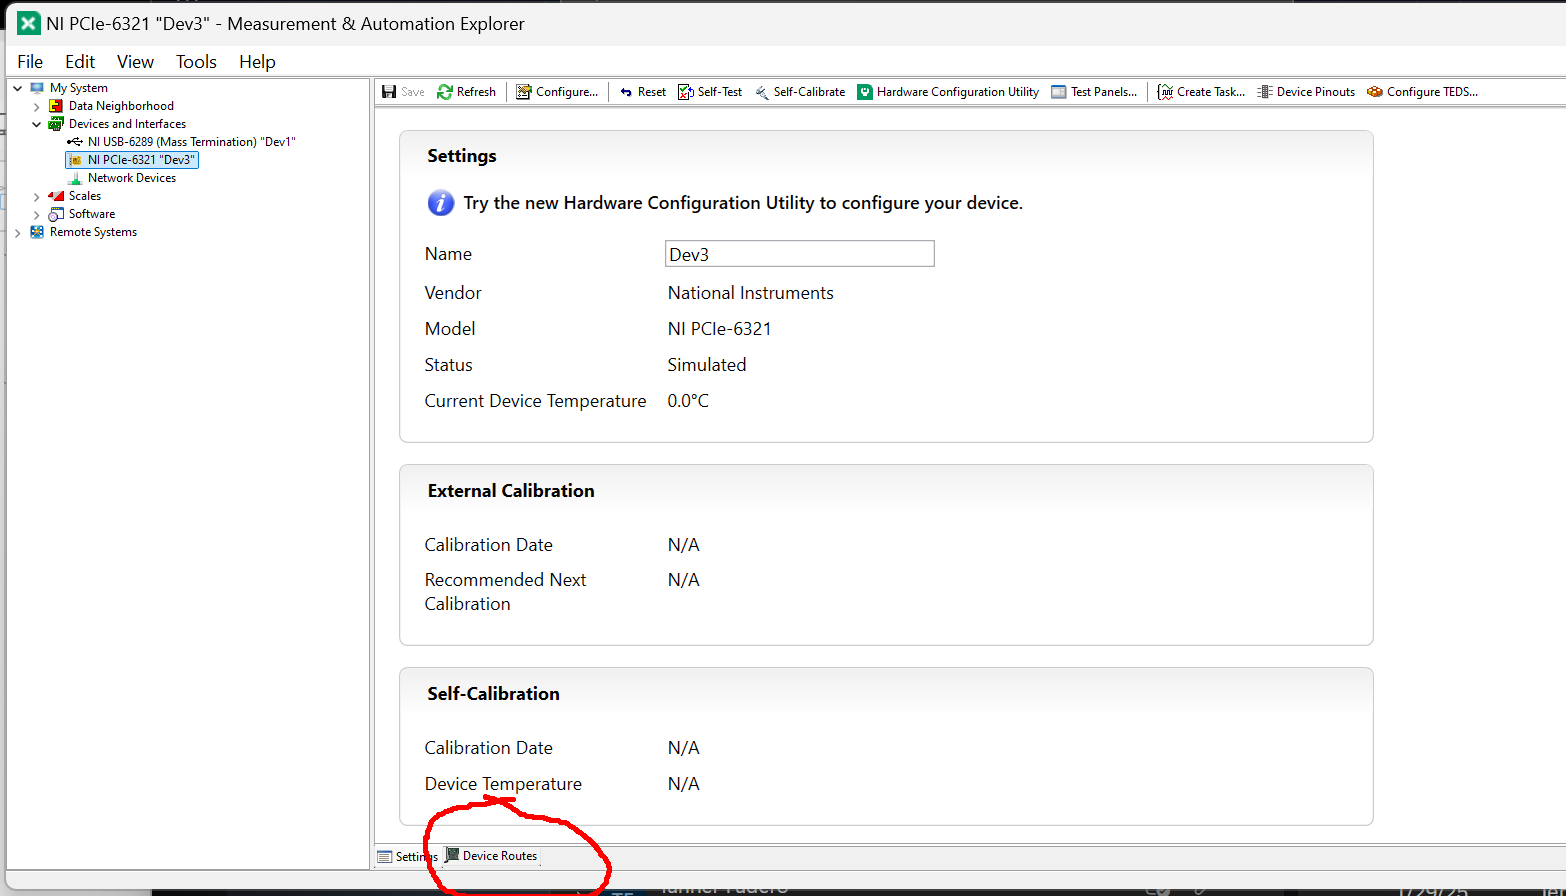 NI PCIe-6321 "Dev3" - Measurement & Automation Explorer
File Edit View Tools Help
My System
Data Neighborhood
Devices and Interfaces
NI USB-6289 (Mass Termination) "Dev1"
NI PCIe-6321 "Dev3"
Network Devices
Scales
Software
Remote Systems
Save Refresh Configure... Reset Self-Test Self-Calibrate Hardware Configuration Utility Test Panels... Create Task... Device Pinouts Configure TEDS...
Settings
Try the new Hardware Configuration Utility to configure your device.
Name Dev3
Vendor National Instruments
Model NI PCIe-6321
Status Simulated
Current Device Temperature 0.0°C
External Calibration
Calibration Date N/A
Recommended Next N/A
Calibration
Self-Calibration
Calibration Date N/A
Device Temperature N/A
Settings Device Routes
1/29/25